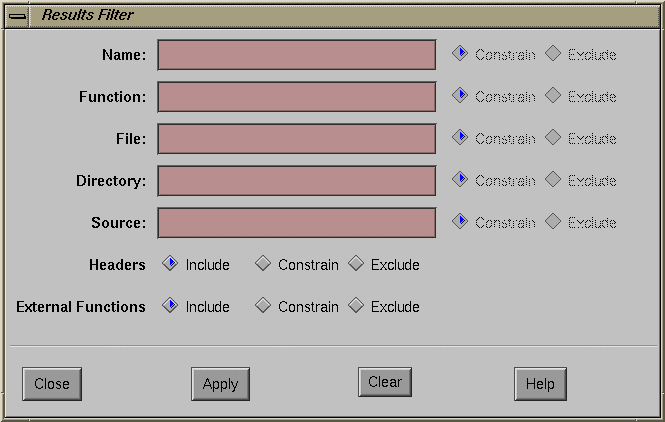 Results Filter
Name: Constrain Exclude
Function: Constrain Exclude
File: Constrain Exclude
Directory: Constrain Exclude
Source: Constrain Exclude
Headers Include Constrain Exclude
External Functions Include Constrain Exclude
Close Apply Clear Help